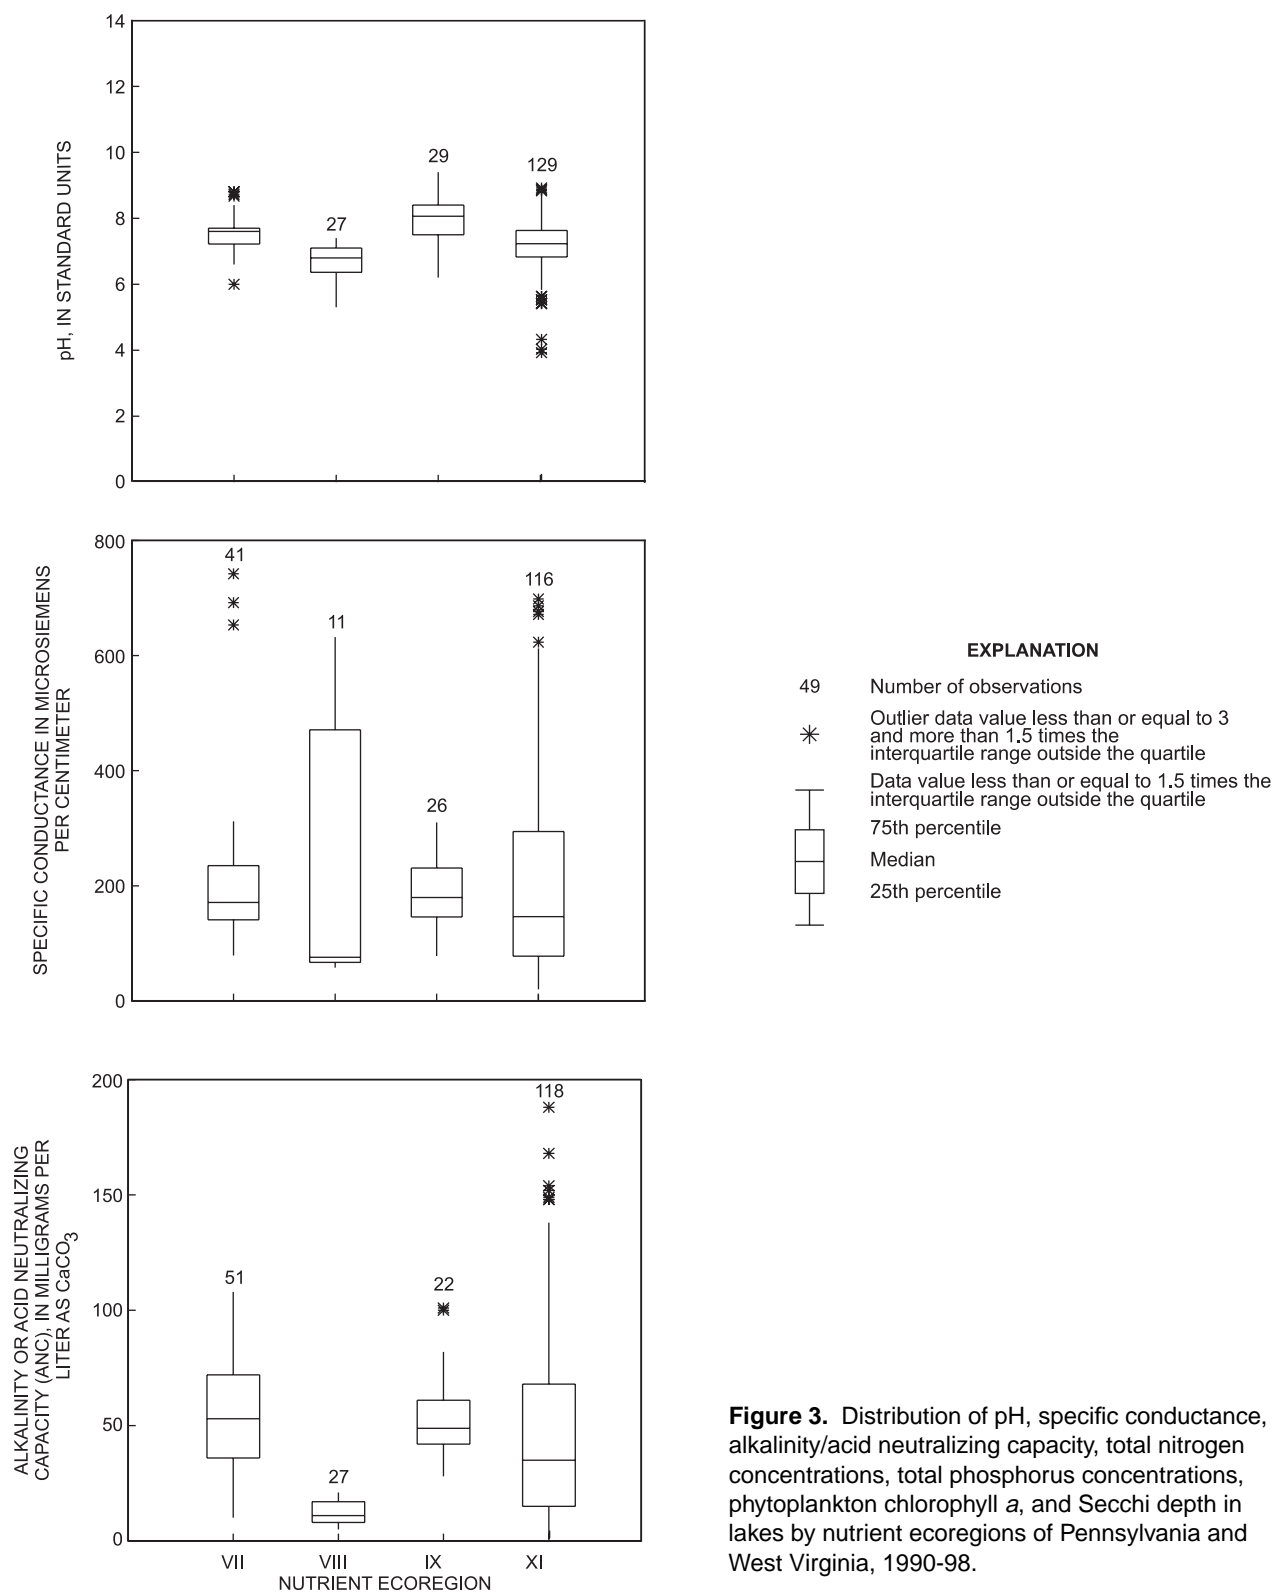 14
12
10
8
6
4
2
0
pH, IN STANDARD UNITS
27
29
129
800
600
400
200
0
SPECIFIC CONDUCTANCE IN MICROSIEMENS
PER CENTIMETER
41
11
26
116
EXPLANATION
49 Number of observations
Outlier data value less than or equal to 3
and more than 1.5 times the
interquartile range outside the quartile
Data value less than or equal to 1.5 times the
interquartile range outside the quartile
75th percentile
Median
25th percentile
200
150
100
50
0
ALKALINITY OR ACID NEUTRALIZING
CAPACITY (ANC), IN MILLIGRAMS PER
LITER AS CaCO3
51
27
22
118
VII VIII IX XI
NUTRIENT ECOREGION
Figure 3. Distribution of pH, specific conductance,
alkalinity/acid neutralizing capacity, total nitrogen
concentrations, total phosphorus concentrations,
phytoplankton chlorophyll a, and Secchi depth in
lakes by nutrient ecoregions of Pennsylvania and
West Virginia, 1990-98.